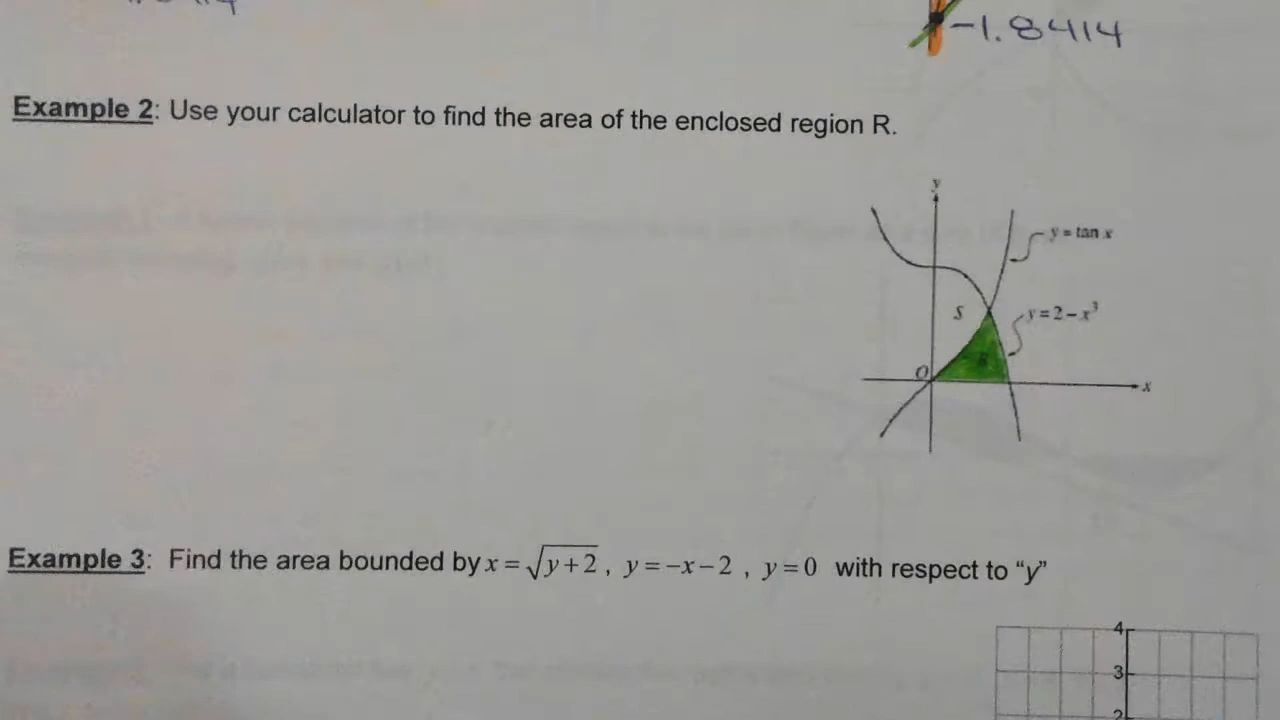 -1.8414
Example 2: Use your calculator to find the area of the enclosed region R.
y
y = tan x
S
y = 2 − x³
R
O
x
Example 3: Find the area bounded by x = √(y+2) , y = −x − 2 , y = 0 with respect to “y”
4
3
2